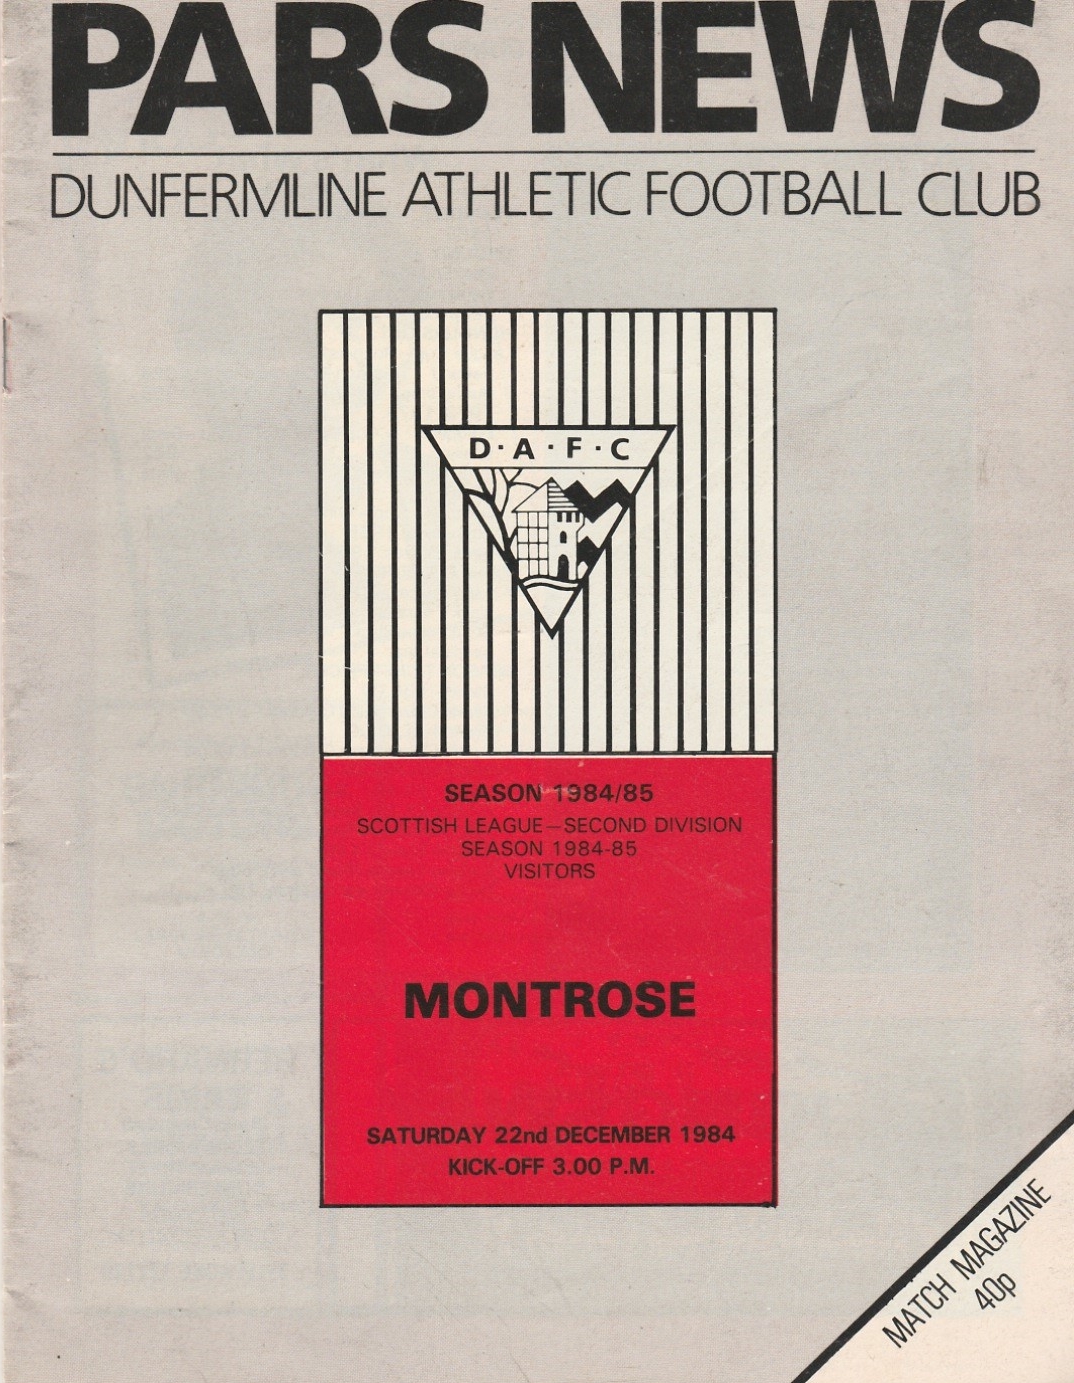 PARS NEWS
DUNFERMLINE ATHLETIC FOOTBALL CLUB
D·A·F·C
SEASON 1984/85
SCOTTISH LEAGUE—SECOND DIVISION
SEASON 1984-85
VISITORS
MONTROSE
SATURDAY 22nd DECEMBER 1984
KICK-OFF 3.00 P.M.
MATCH MAGAZINE
40p